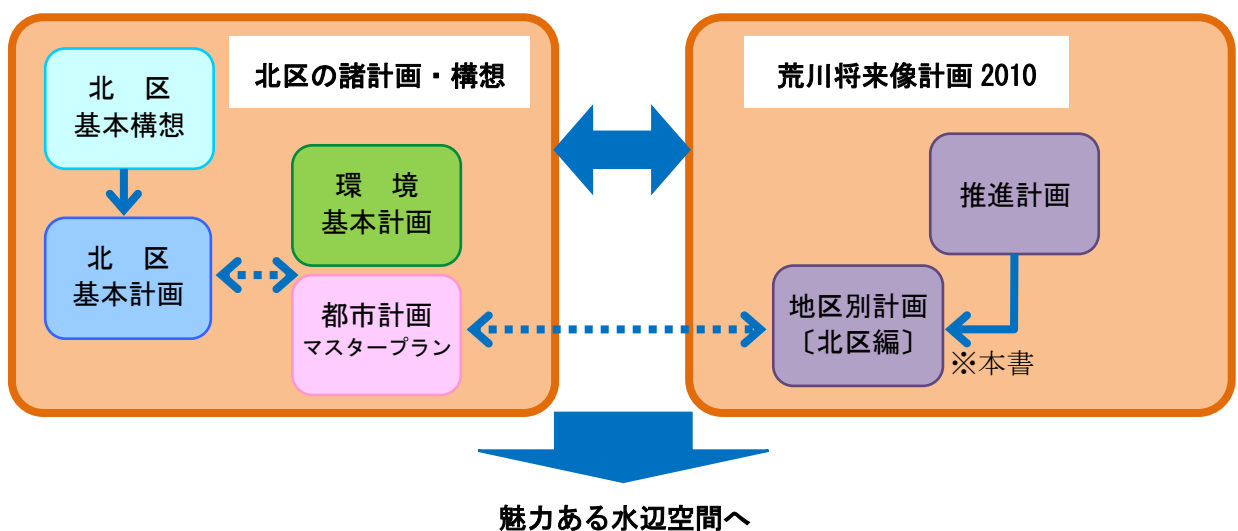 北区の諸計画・構想
北　区
基本構想
北　区
基本計画
環　境
基本計画
都市計画
マスタープラン
荒川将来像計画 2010
推進計画
地区別計画
〔北区編〕
※本書
魅力ある水辺空間へ